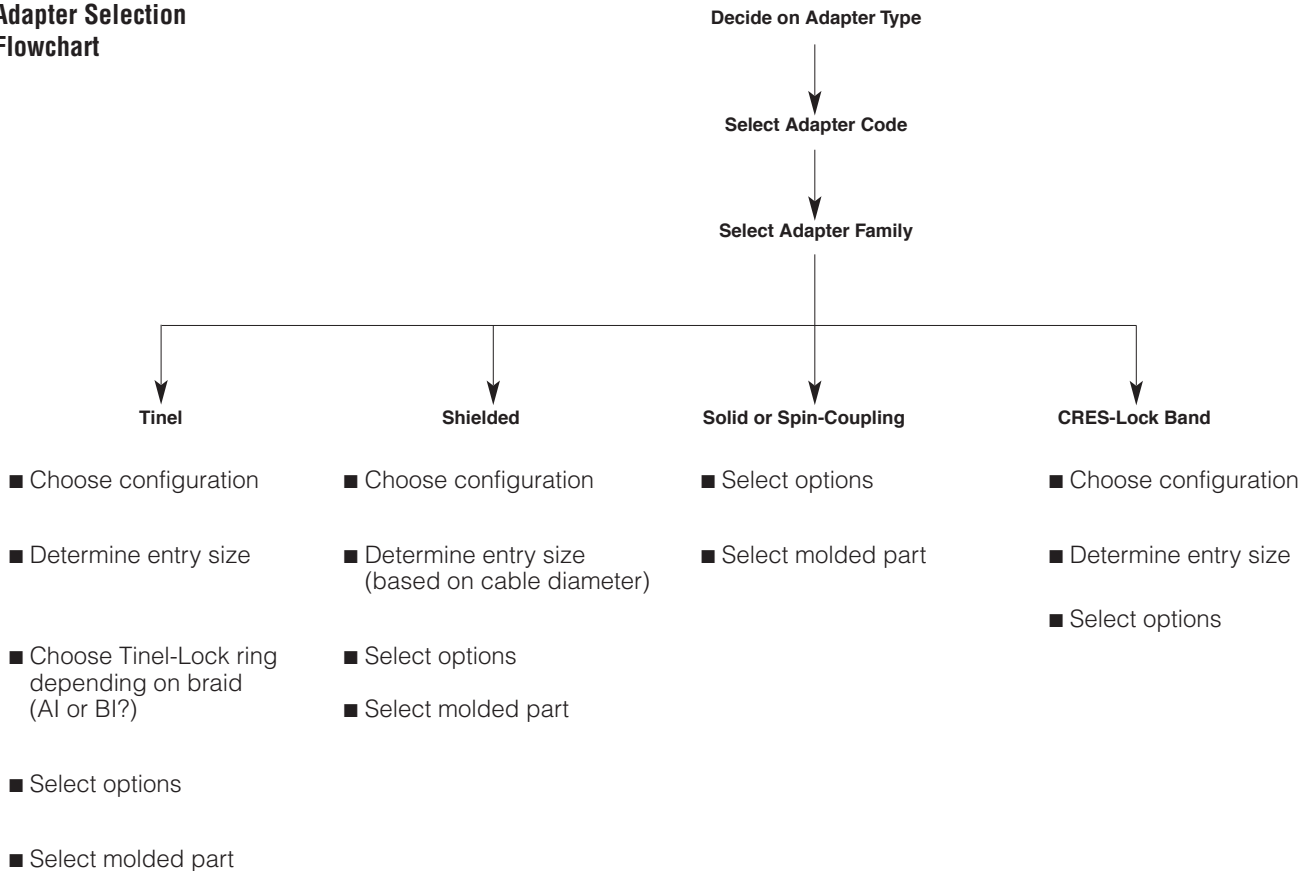 Adapter Selection
Flowchart
Decide on Adapter Type
Select Adapter Code
Select Adapter Family
Tinel
■ Choose configuration
■ Determine entry size
■ Choose Tinel-Lock ring
depending on braid
(AI or BI?)
■ Select options
■ Select molded part
Shielded
■ Choose configuration
■ Determine entry size
(based on cable diameter)
■ Select options
■ Select molded part
Solid or Spin-Coupling
■ Select options
■ Select molded part
CRES-Lock Band
■ Choose configuration
■ Determine entry size
■ Select options